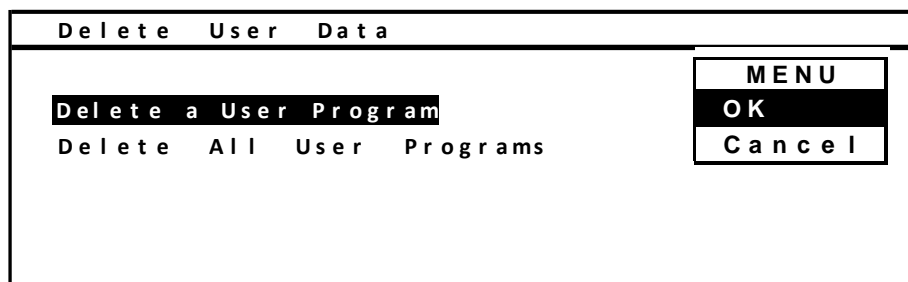 Delete User Data
MENU
Delete a User Program
OK
Delete All User Programs
Cancel